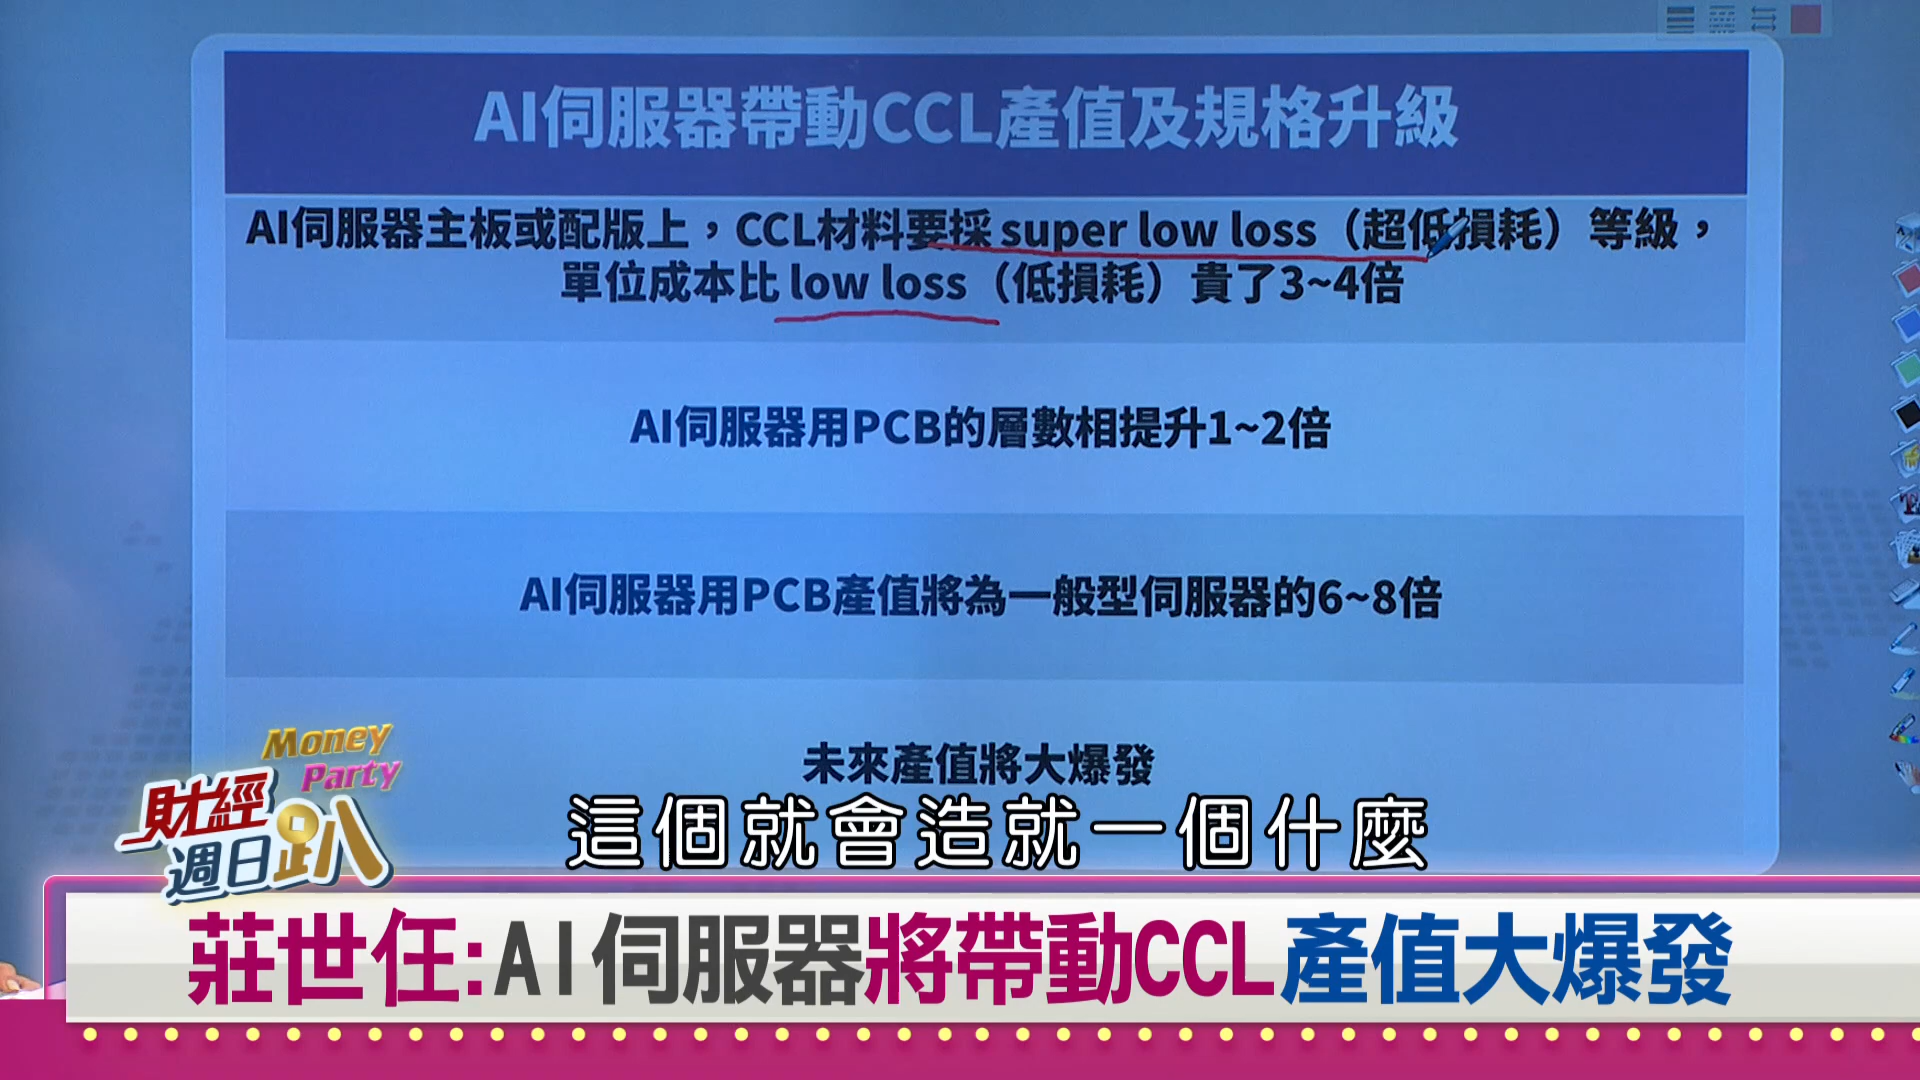 AI伺服器帶動CCL產值及規格升級
AI伺服器主板或配版上，CCL材料要採 super low loss（超低損耗）等級，
單位成本比 low loss（低損耗）貴了3~4倍
AI伺服器用PCB的層數相提升1~2倍
AI伺服器用PCB產值將為一般型伺服器的6~8倍
未來產值將大爆發
Money
Party
財經
週日趴
這個就會造就一個什麼
莊世任:AI伺服器將帶動CCL產值大爆發